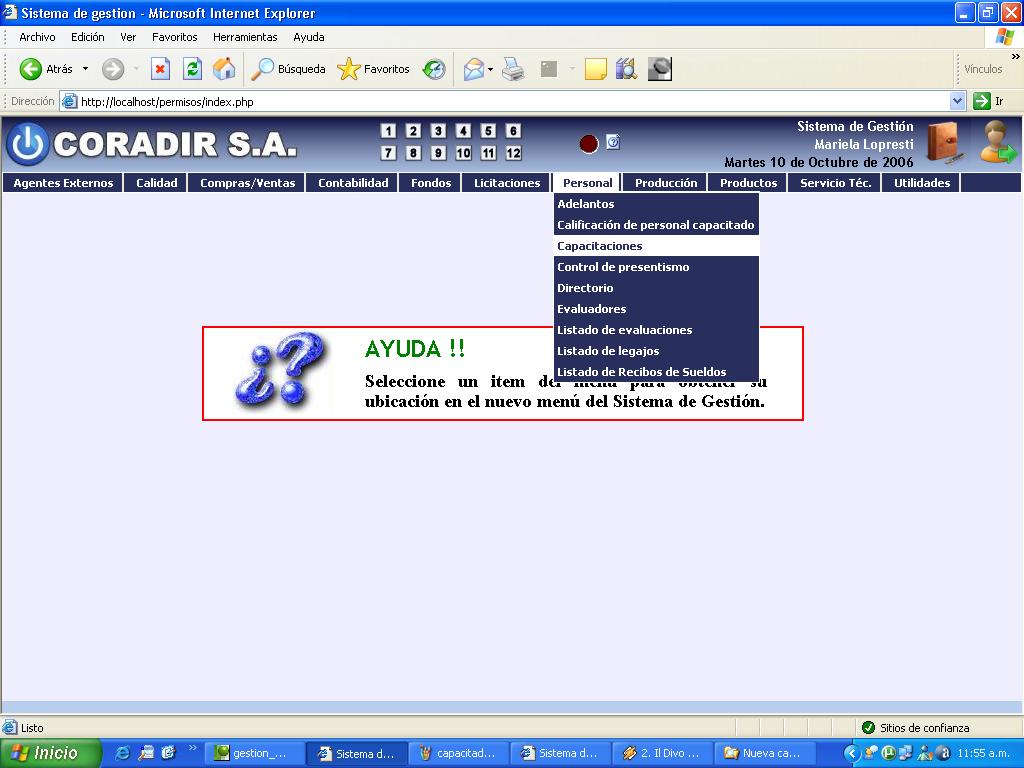 Sistema de gestion - Microsoft Internet Explorer
Archivo Edición Ver Favoritos Herramientas Ayuda
Atrás Búsqueda Favoritos Vínculos »
Dirección http://localhost/permisos/index.php Ir
CORADIR S.A.
1 2 3 4 5 6
7 8 9 10 11 12
Sistema de Gestión
Mariela Lopresti
Martes 10 de Octubre de 2006
Agentes Externos Calidad Compras/Ventas Contabilidad Fondos Licitaciones Personal Producción Productos Servicio Téc. Utilidades
Adelantos
Calificación de personal capacitado
Capacitaciones
Control de presentismo
Directorio
Evaluadores
Listado de evaluaciones
Listado de legajos
Listado de Recibos de Sueldos
AYUDA !!
Seleccione un item del menú para obtener su
ubicación en el nuevo menú del Sistema de Gestión.
Listo Sitios de confianza
Inicio » gestion_... Sistema d... capacitad... Sistema d... 2. Il Divo ... Nueva ca... 11:55 a.m.